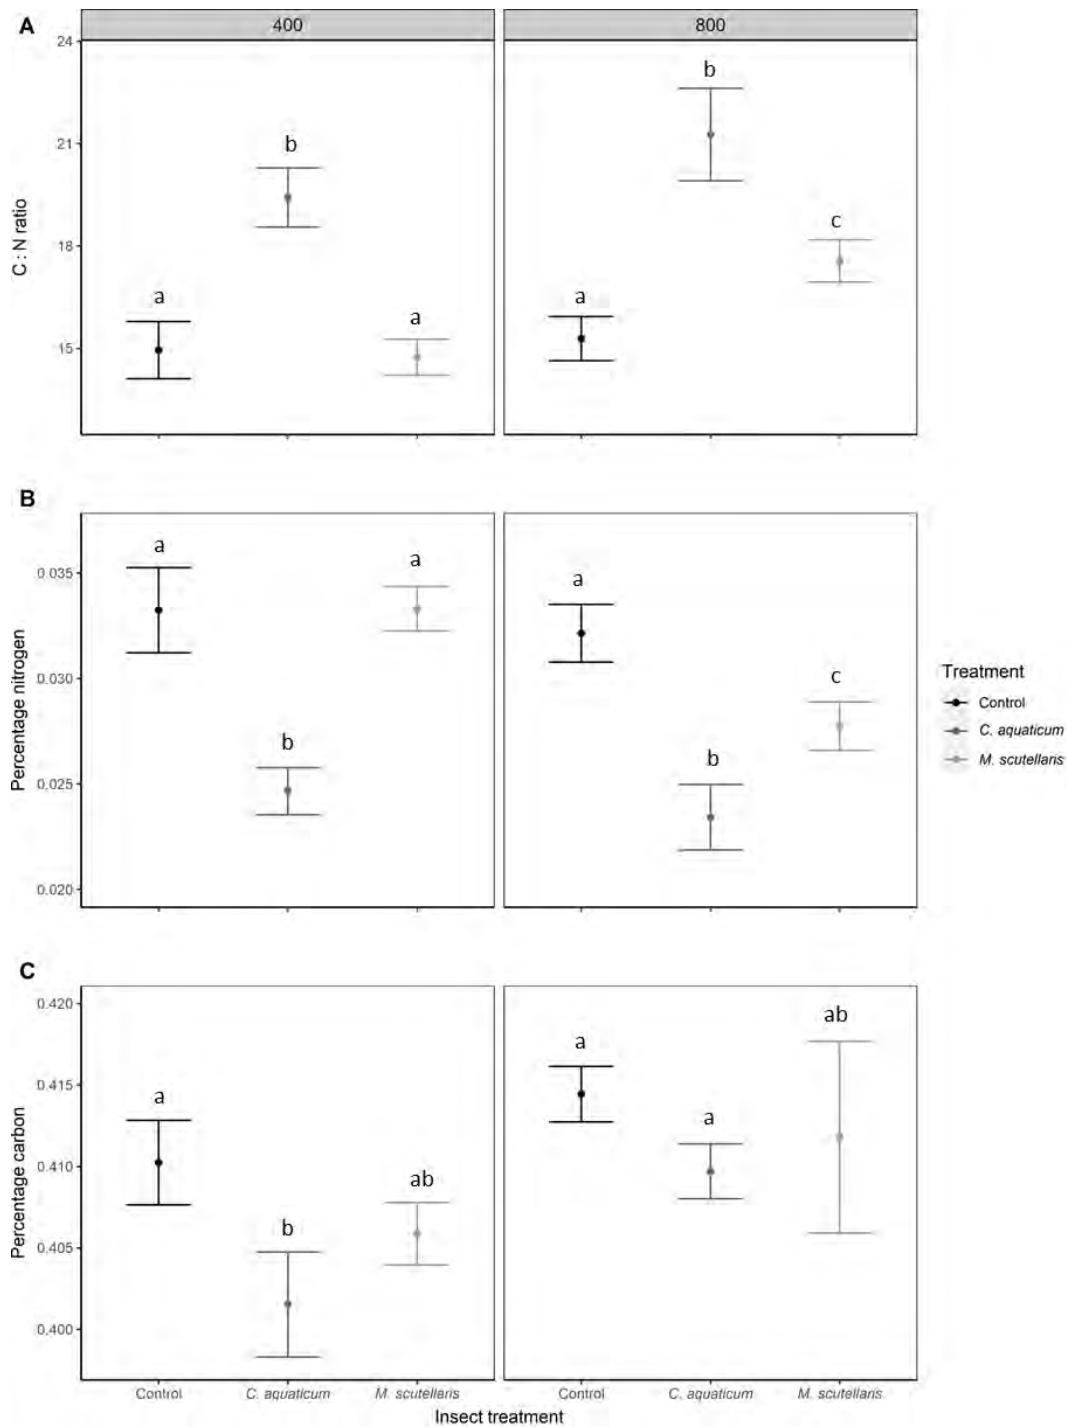 A
400
800
24
21
18
15
C : N ratio
a
b
a
a
b
c
B
0.035
0.030
0.025
0.020
Percentage nitrogen
a
b
a
a
b
c
Treatment
Control
C. aquaticum
M. scutellaris
C
0.420
0.415
0.410
0.405
0.400
Percentage carbon
a
b
ab
a
a
ab
Control
C. aquaticum
M. scutellaris
Control
C. aquaticum
M. scutellaris
Insect treatment